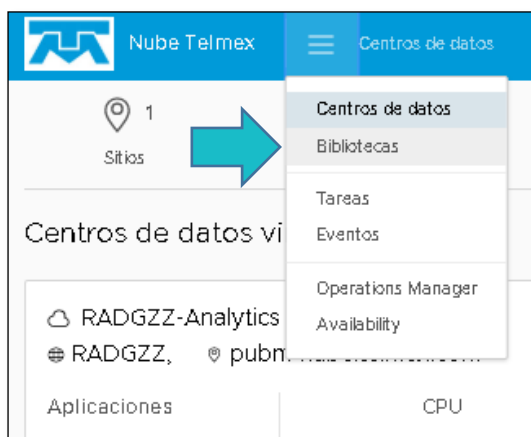 Nube Telmex
Centros de datos
1
Sitios
Centros de datos
Bibliotecas
Tareas
Eventos
Operations Manager
Availability
Centros de datos vi
RADGZZ-Analytics
RADGZZ,
Aplicaciones
CPU